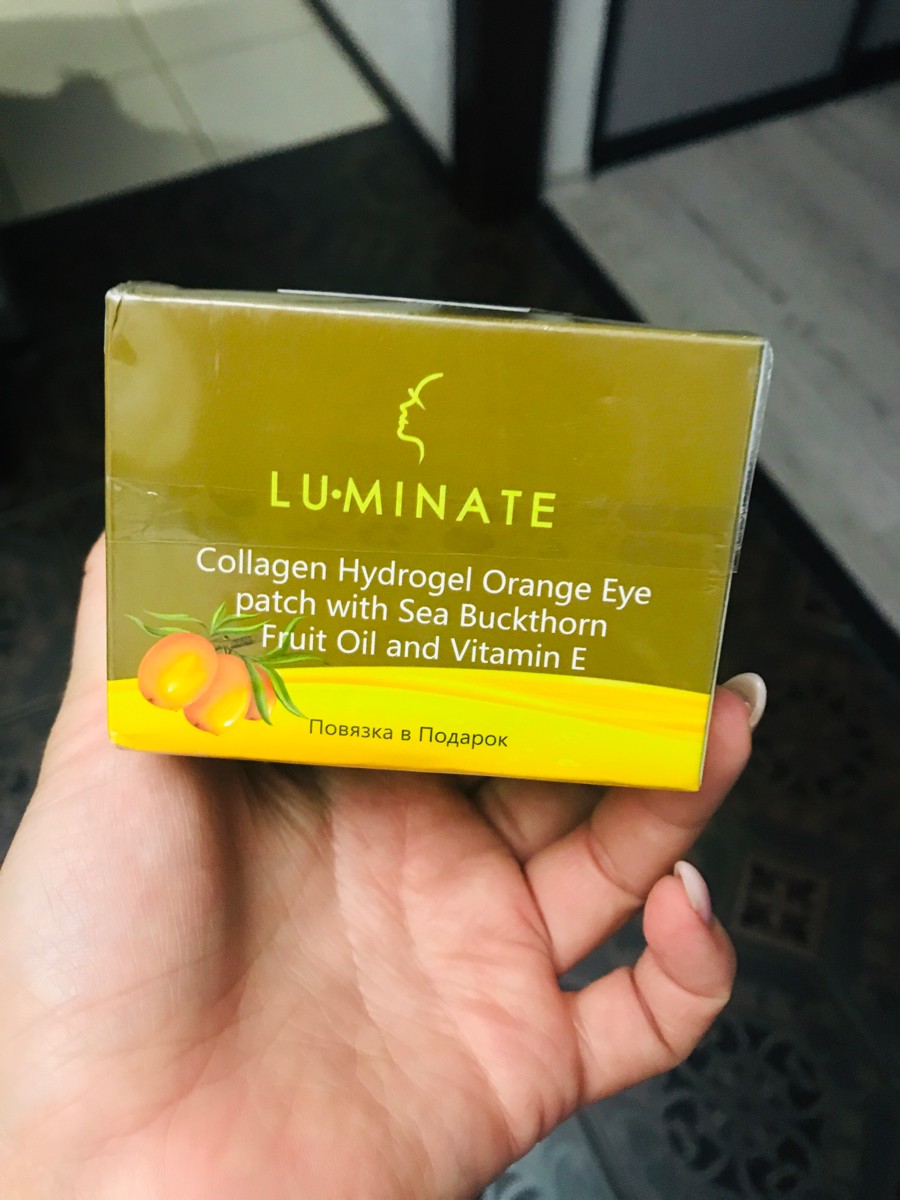 LU·MINATE
Collagen Hydrogel Orange Eye
patch with Sea Buckthorn
Fruit Oil and Vitamin E
Повязка в Подарок